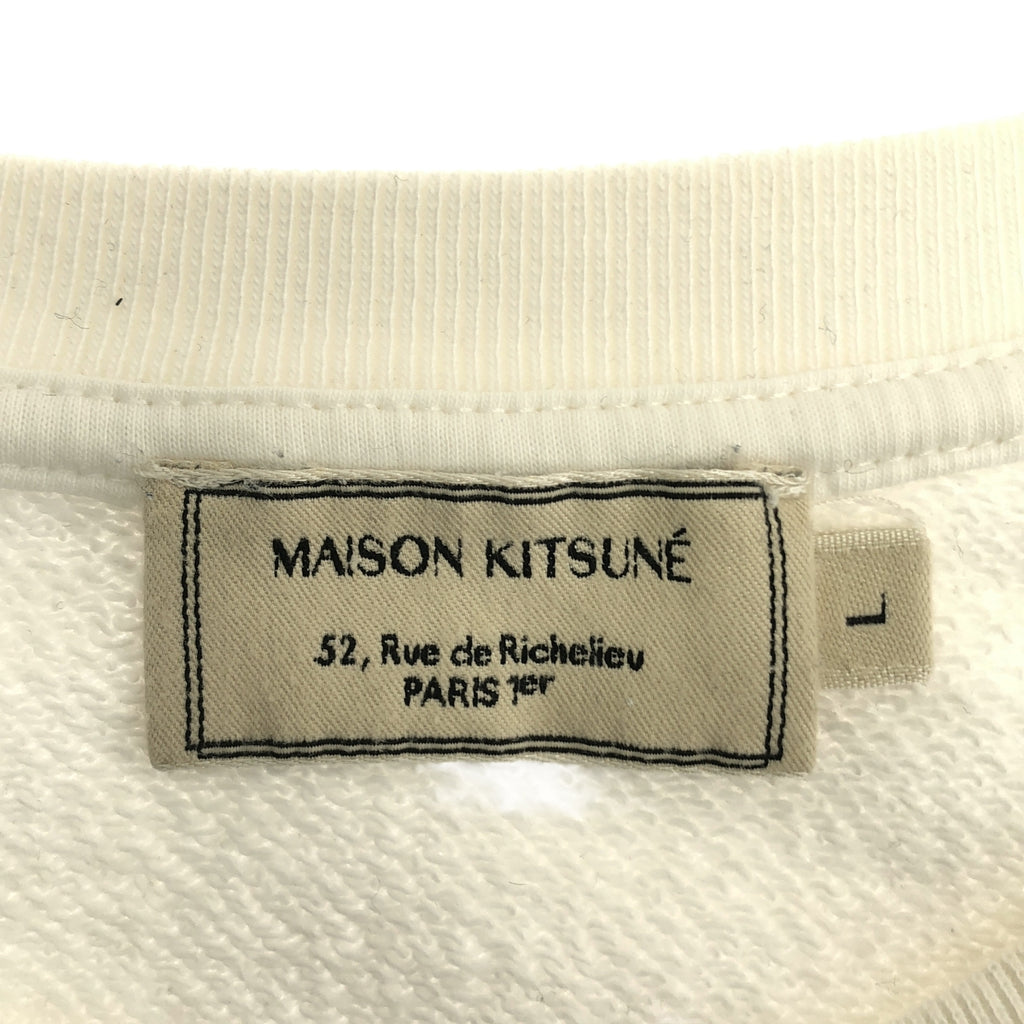 MAISON KITSUNÉ
52, Rue de Richelieu
PARIS 1er
L